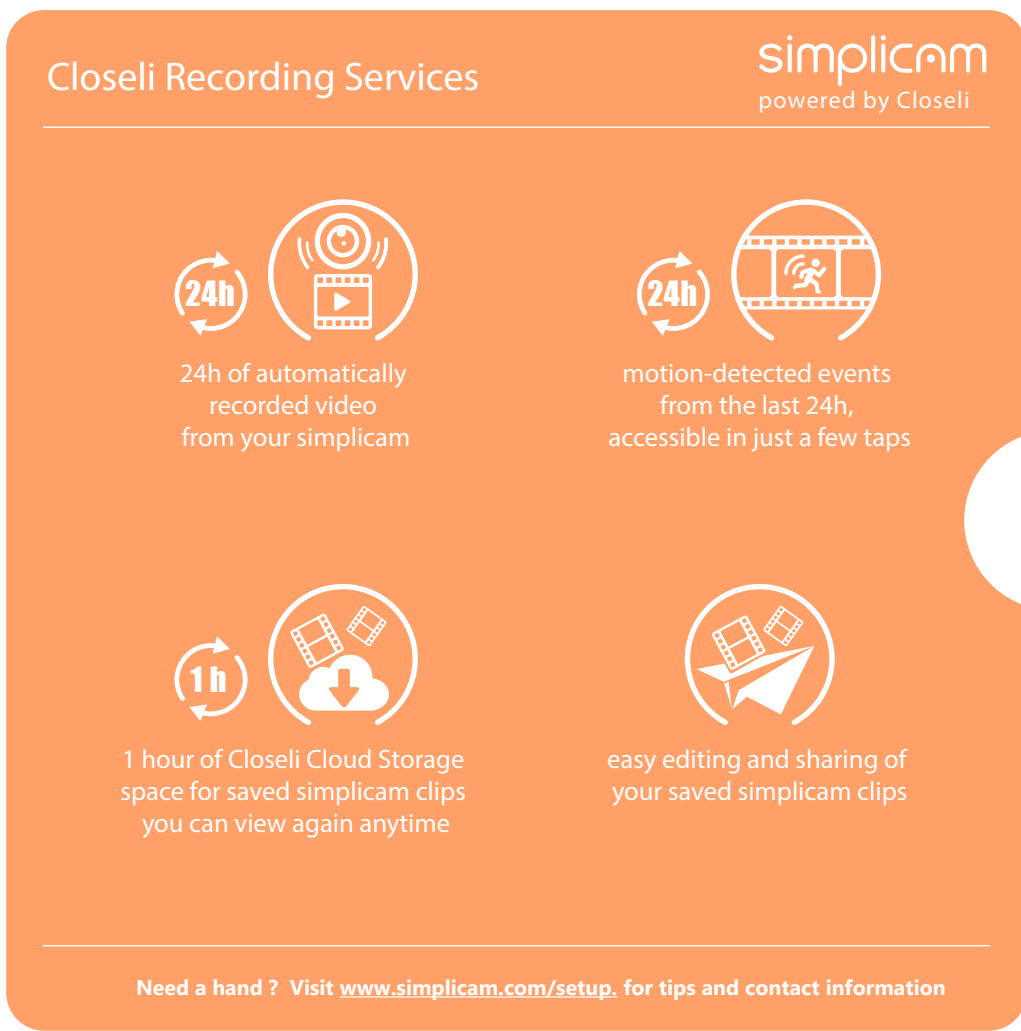 Closeli Recording Services
simplicam
powered by Closeli
24h
24h of automatically
recorded video
from your simplicam
24h
motion-detected events
from the last 24h,
accessible in just a few taps
1 h
1 hour of Closeli Cloud Storage
space for saved simplicam clips
you can view again anytime
easy editing and sharing of
your saved simplicam clips
Need a hand ? Visit www.simplicam.com/setup. for tips and contact information